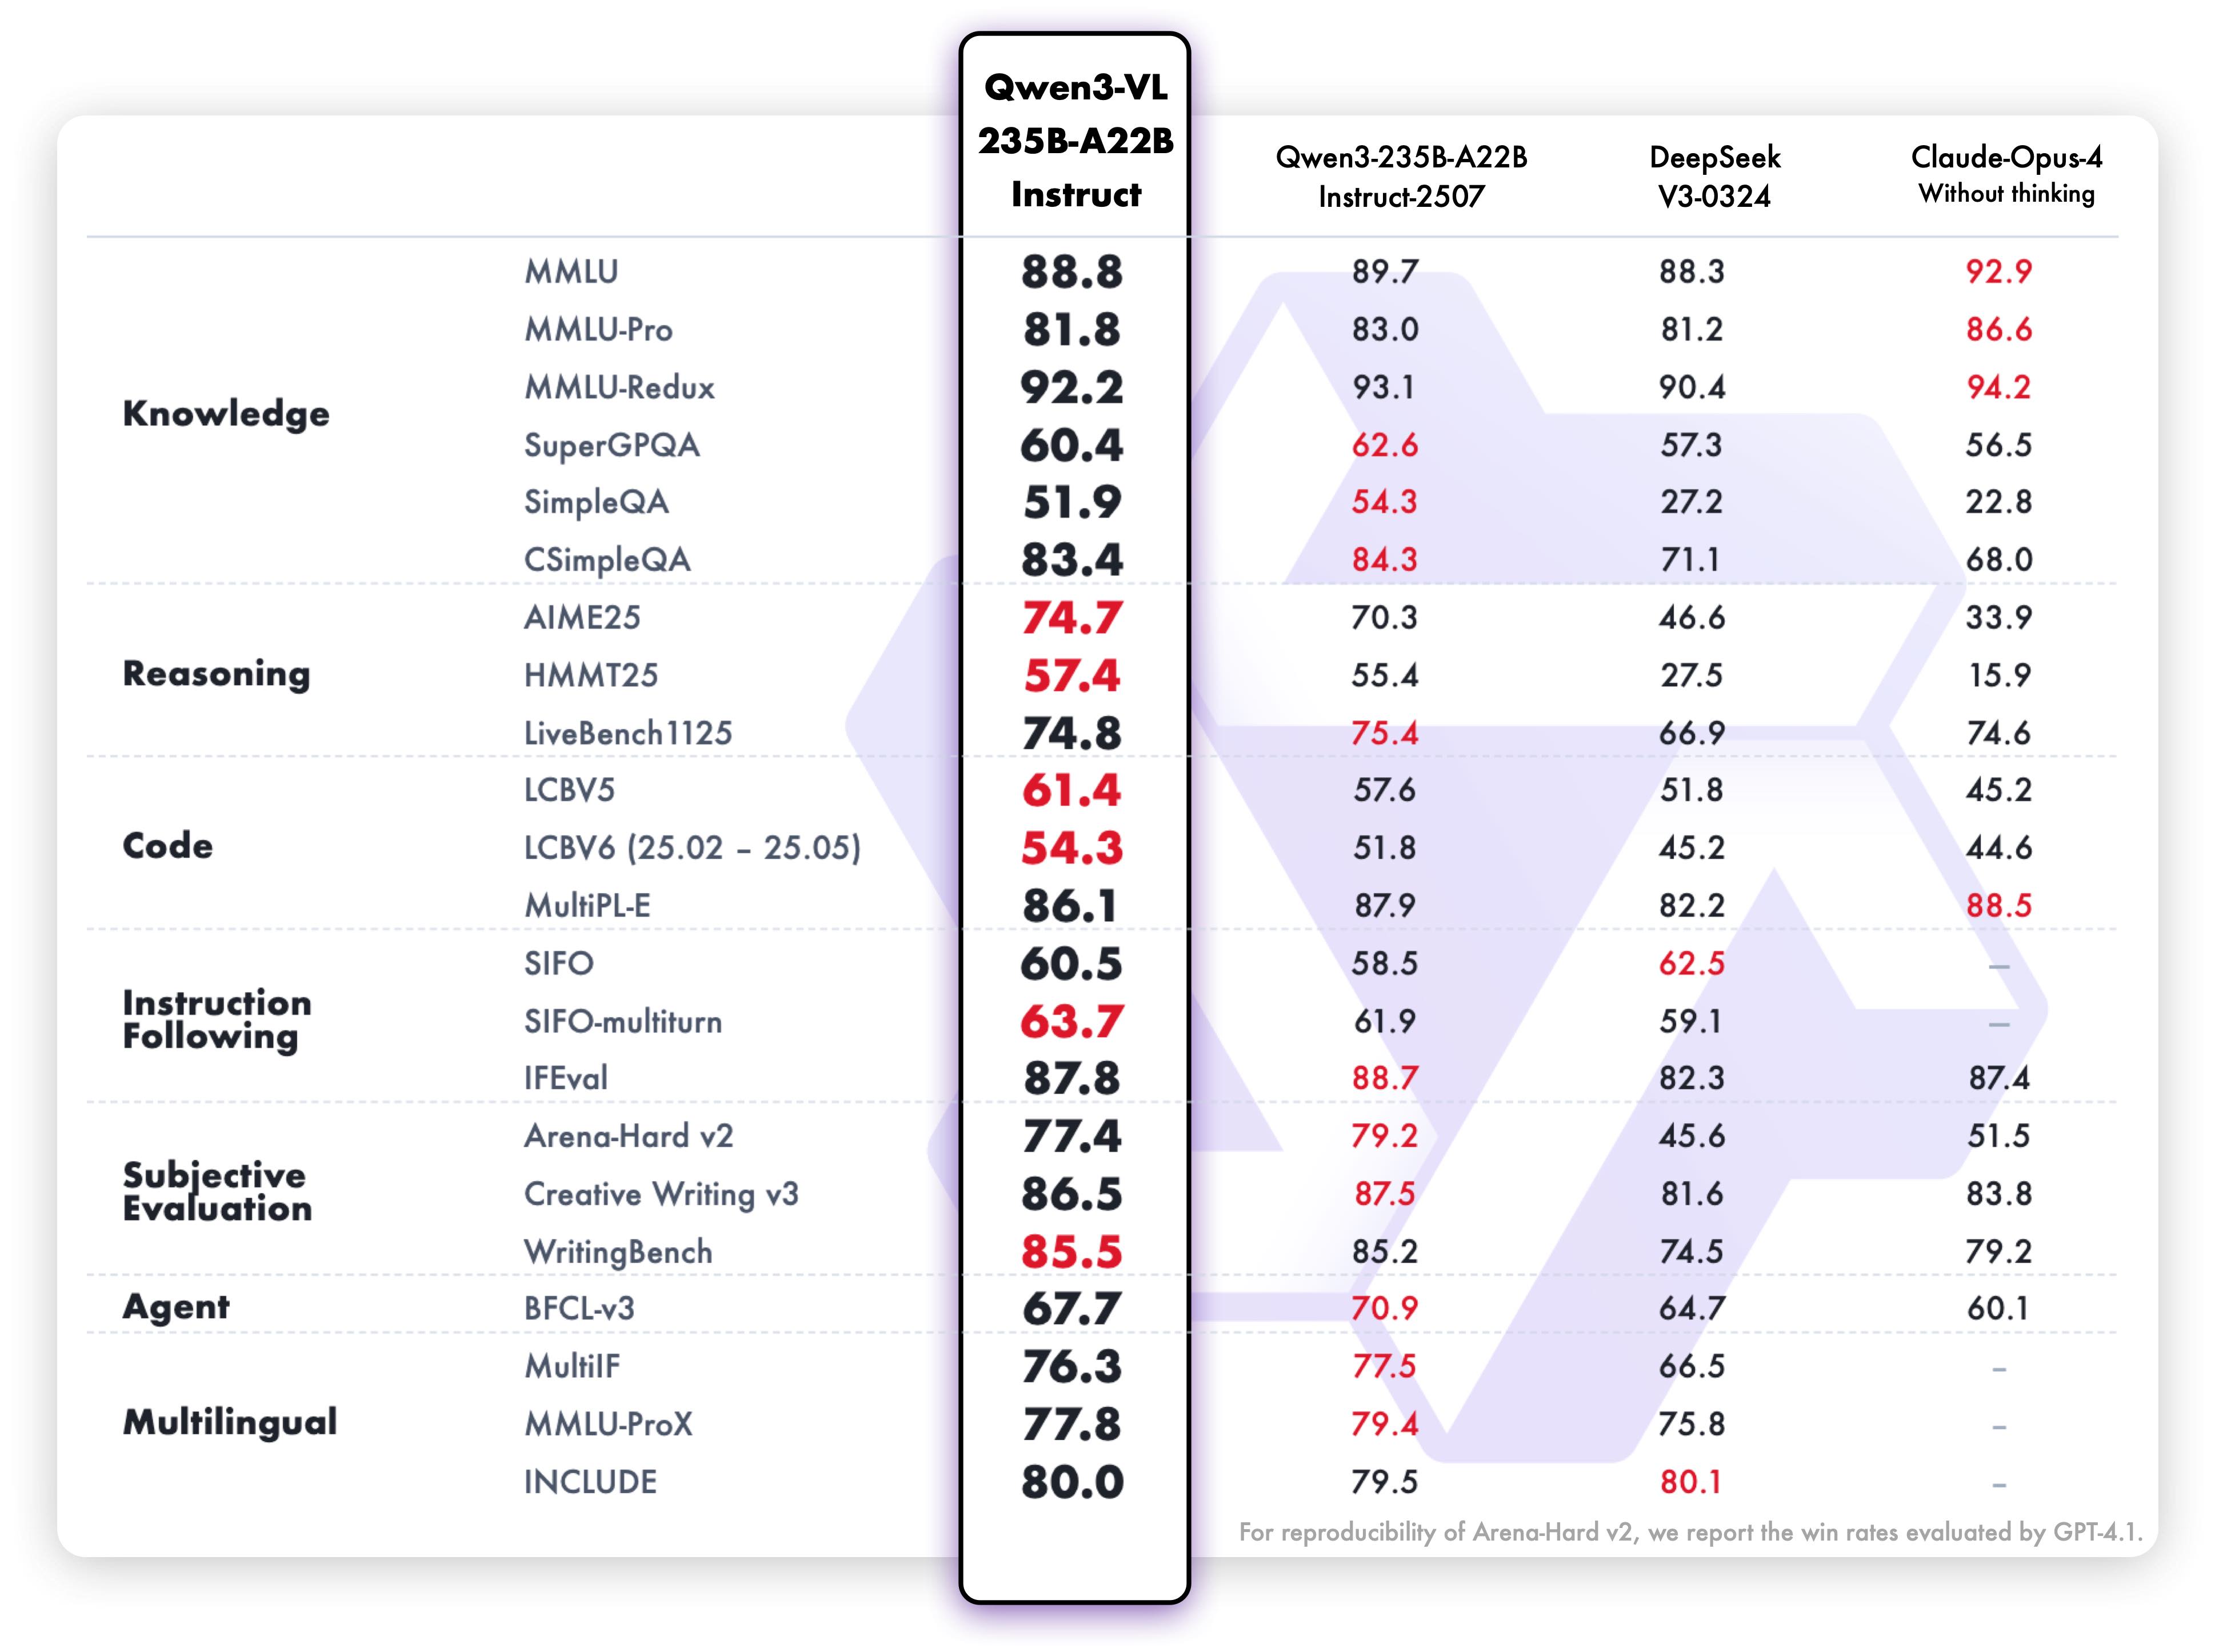 Qwen3-VL
235B-A22B
Instruct
Qwen3-235B-A22B
Instruct-2507
DeepSeek
V3-0324
Claude-Opus-4
Without thinking
Knowledge
MMLU 88.8 89.7 88.3 92.9
MMLU-Pro 81.8 83.0 81.2 86.6
MMLU-Redux 92.2 93.1 90.4 94.2
SuperGPQA 60.4 62.6 57.3 56.5
SimpleQA 51.9 54.3 27.2 22.8
CSimpleQA 83.4 84.3 71.1 68.0
Reasoning
AIME25 74.7 70.3 46.6 33.9
HMMT25 57.4 55.4 27.5 15.9
LiveBench1125 74.8 75.4 66.9 74.6
Code
LCBV5 61.4 57.6 51.8 45.2
LCBV6 (25.02 – 25.05) 54.3 51.8 45.2 44.6
MultiPL-E 86.1 87.9 82.2 88.5
Instruction
Following
SIFO 60.5 58.5 62.5 –
SIFO-multiturn 63.7 61.9 59.1 –
IFEval 87.8 88.7 82.3 87.4
Subjective
Evaluation
Arena-Hard v2 77.4 79.2 45.6 51.5
Creative Writing v3 86.5 87.5 81.6 83.8
WritingBench 85.5 85.2 74.5 79.2
Agent
BFCL-v3 67.7 70.9 64.7 60.1
Multilingual
MultiIF 76.3 77.5 66.5 –
MMLU-ProX 77.8 79.4 75.8 –
INCLUDE 80.0 79.5 80.1 –
For reproducibility of Arena-Hard v2, we report the win rates evaluated by GPT-4.1.